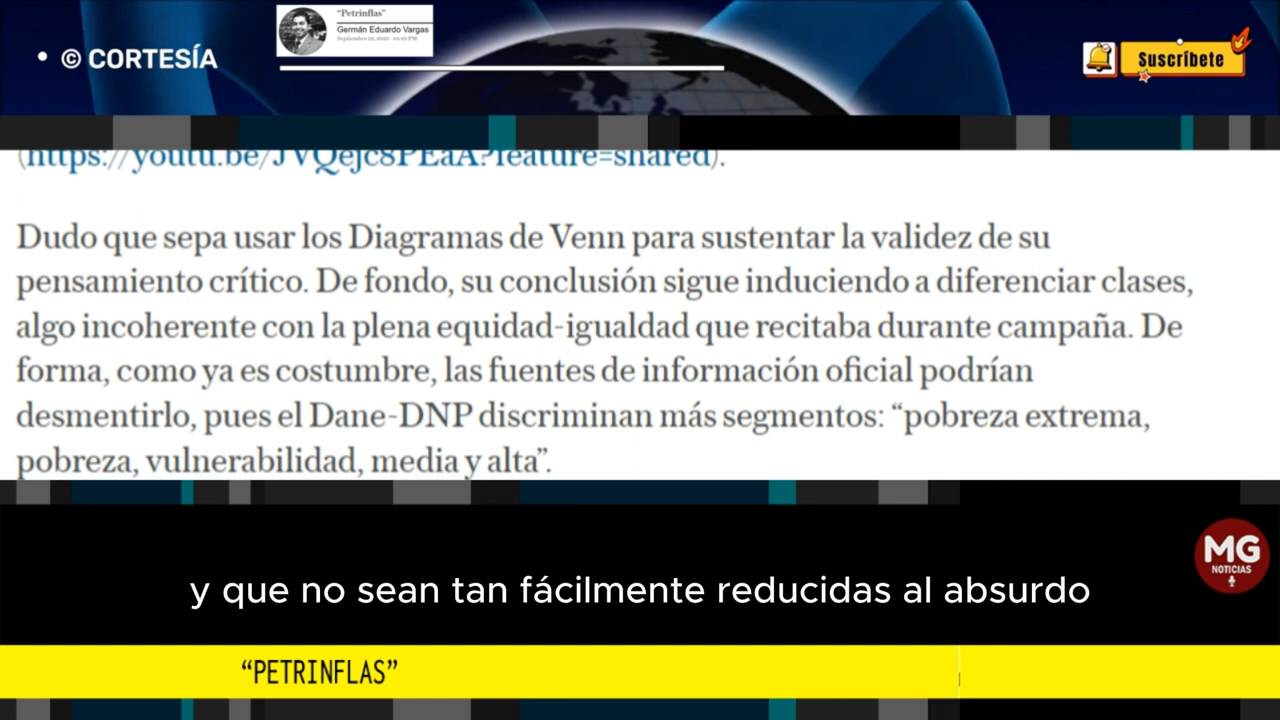 • © CORTESÍA
“Petrinflas”
Germán Eduardo Vargas
Suscríbete
(https://youtu.be/JVQejc8PEaA?feature=shared).
Dudo que sepa usar los Diagramas de Venn para sustentar la validez de su
pensamiento crítico. De fondo, su conclusión sigue induciendo a diferenciar clases,
algo incoherente con la plena equidad-igualdad que recitaba durante campaña. De
forma, como ya es costumbre, las fuentes de información oficial podrían
desmentirlo, pues el Dane-DNP discriminan más segmentos: “pobreza extrema,
pobreza, vulnerabilidad, media y alta”.
MG
NOTICIAS
y que no sean tan fácilmente reducidas al absurdo
“PETRINFLAS”